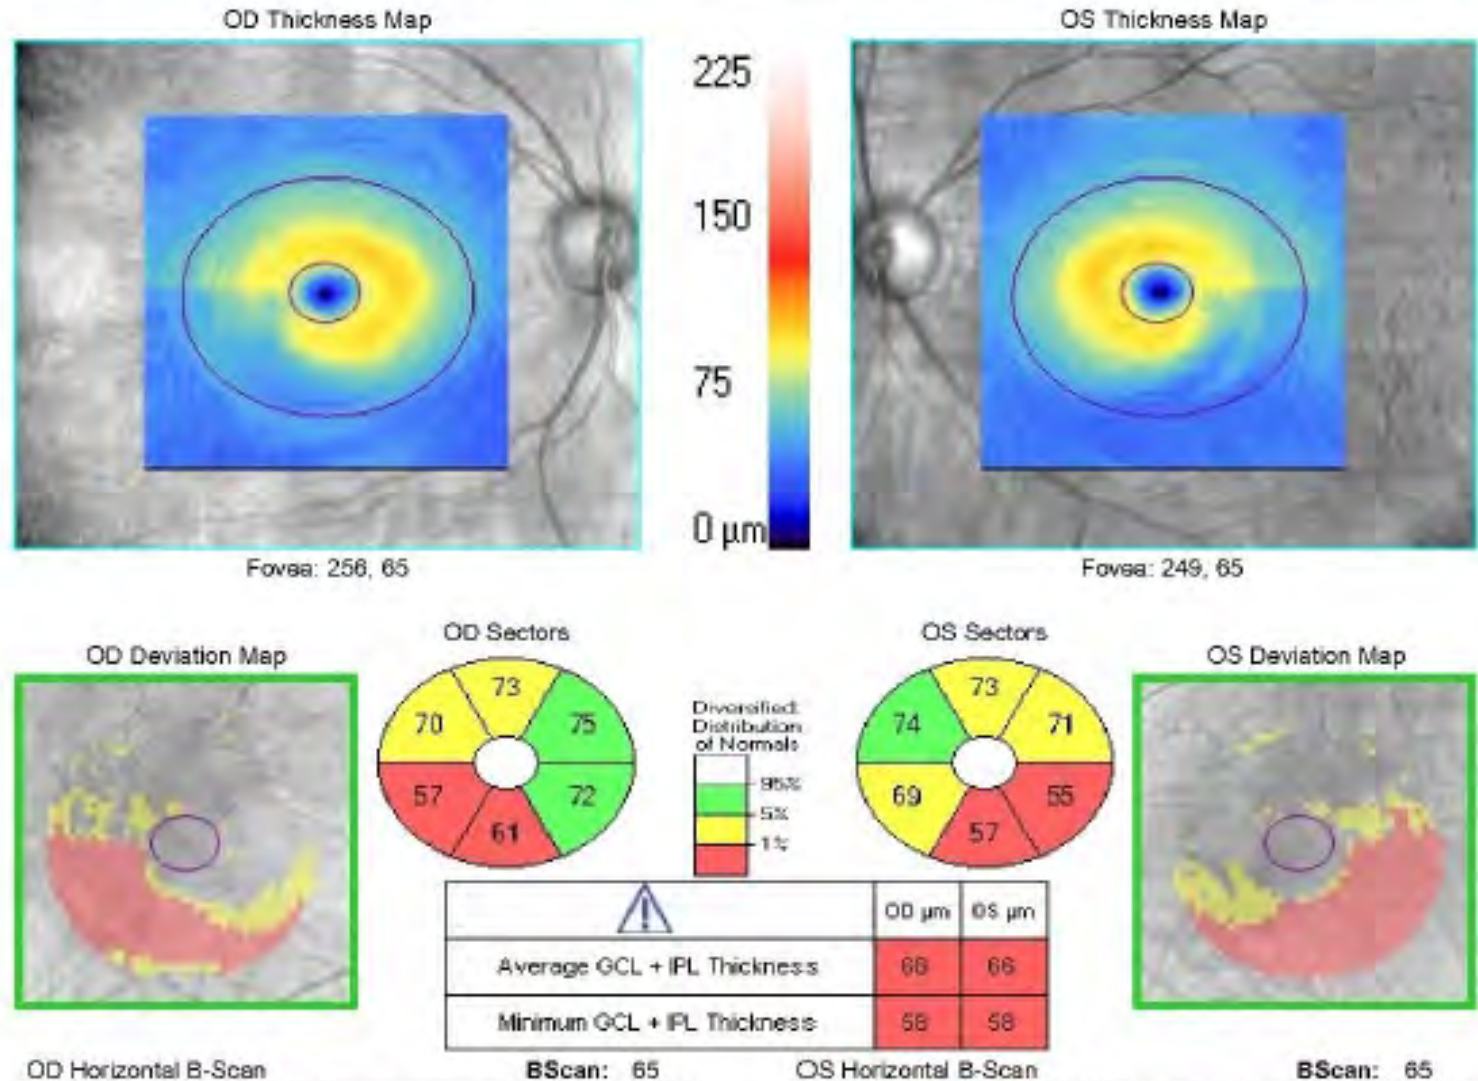 OD Thickness Map
OS Thickness Map
225
150
75
0 µm
Fovea: 256, 65
Fovea: 249, 65
OD Deviation Map
OD Sectors
OS Sectors
OS Deviation Map
73
70
75
57
72
61
Diversified:
Distribution
of Normals
95%
5%
1%
73
74
71
69
55
57
OD µm
OS µm
Average GCL + IPL Thickness
68
66
Minimum GCL + IPL Thickness
58
58
OD Horizontal B-Scan
BScan: 65
OS Horizontal B-Scan
BScan: 65